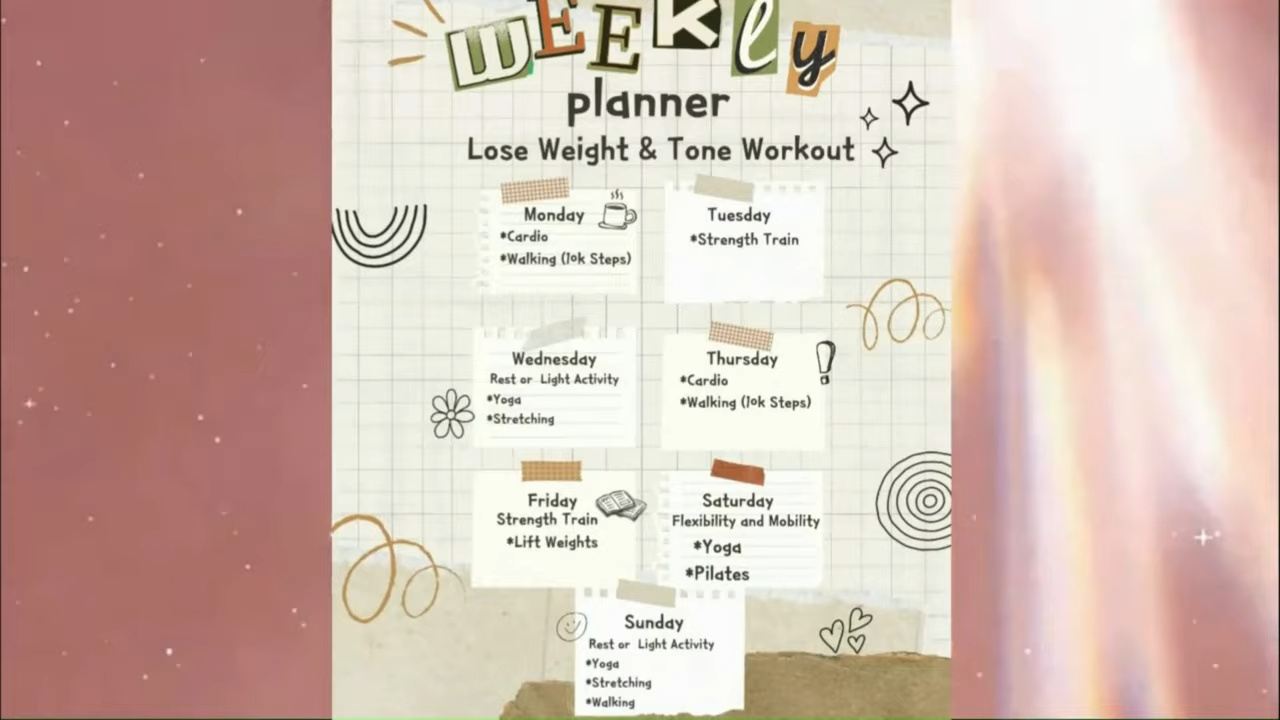 WEEKly
planner
Lose Weight & Tone Workout
Monday
*Cardio
*Walking (10k Steps)
Tuesday
*Strength Train
Wednesday
Rest or Light Activity
*Yoga
*Stretching
Thursday
*Cardio
*Walking (10k Steps)
Friday
Strength Train
*Lift Weights
Saturday
Flexibility and Mobility
*Yoga
*Pilates
Sunday
Rest or Light Activity
*Yoga
*Stretching
*Walking